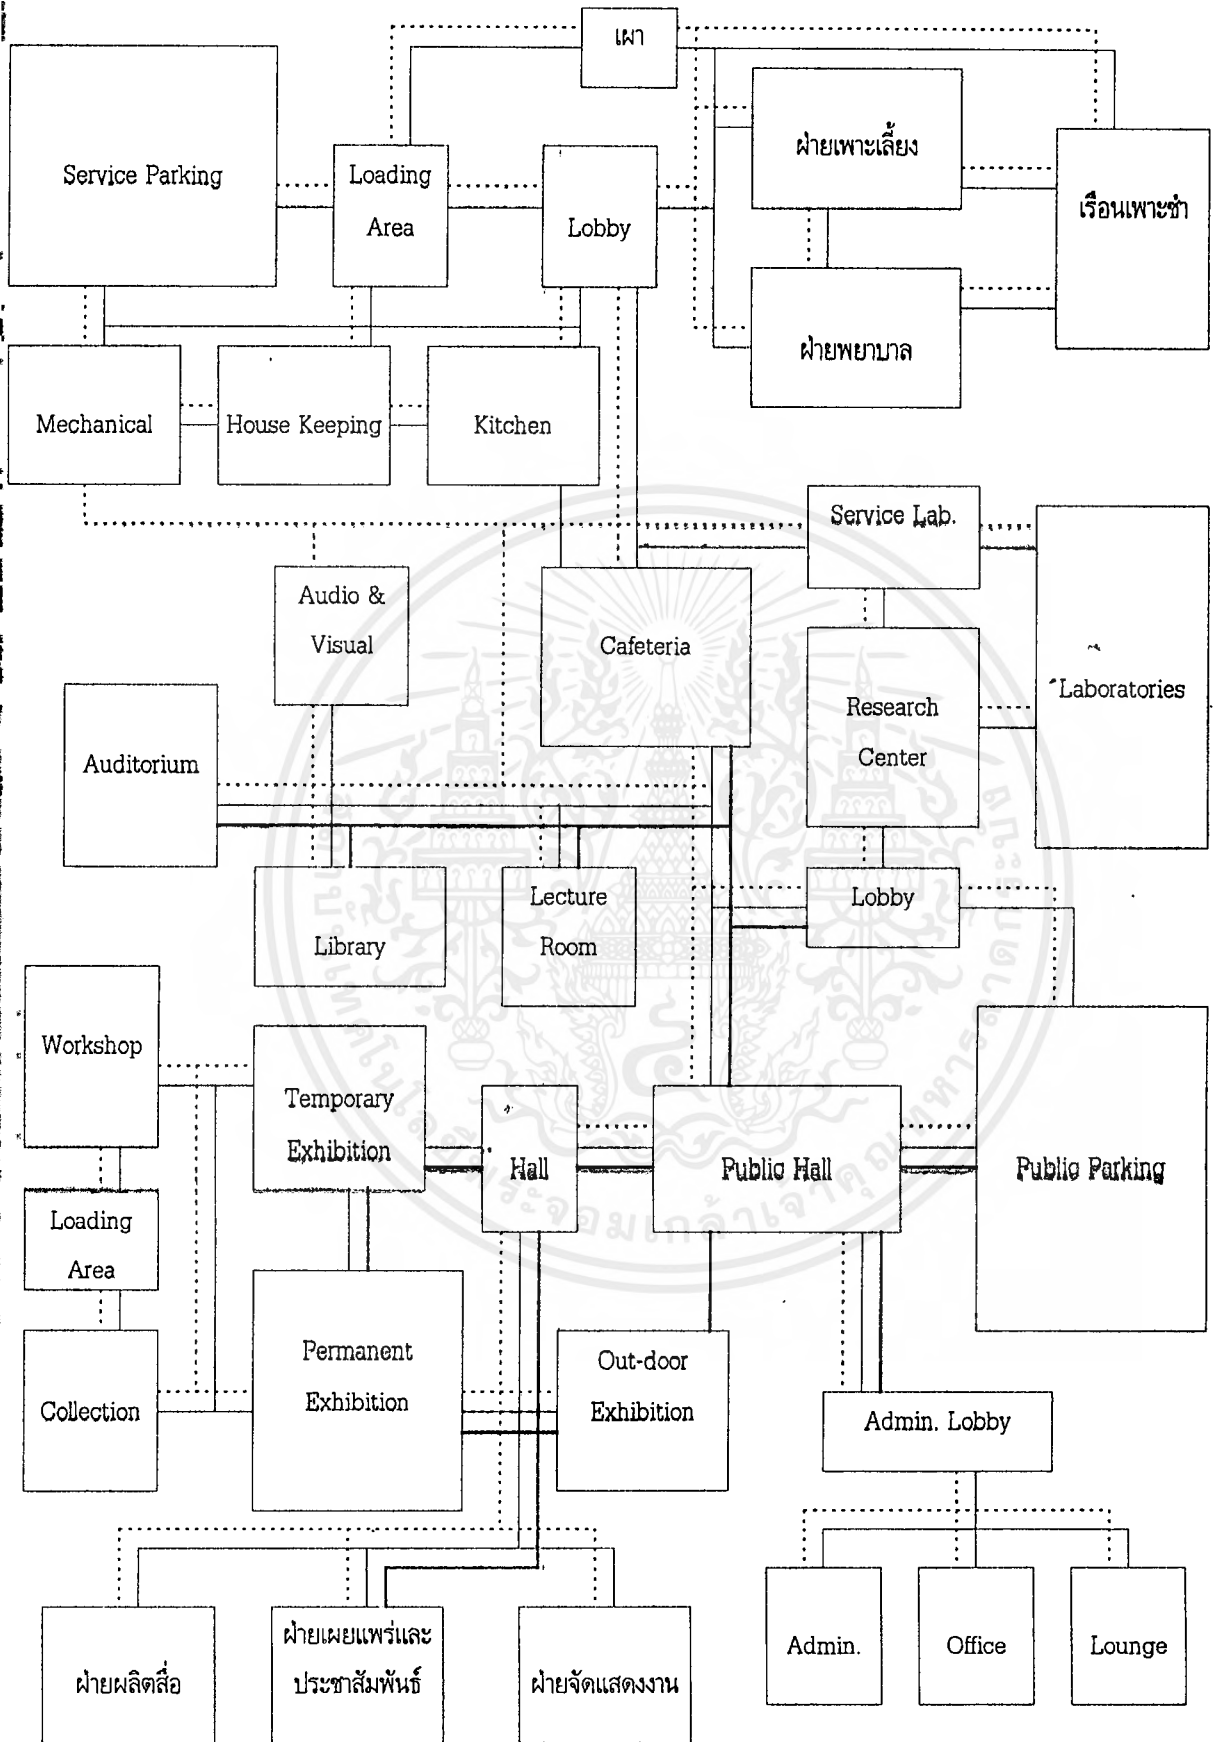 เผา
Service Parking
Loading
Area
Lobby
ฝ่ายเพาะเลี้ยง
เรือนเพาะชำ
ฝ่ายพยาบาล
Mechanical
House Keeping
Kitchen
Service Lab.
Audio &
Visual
Cafeteria
Laboratories
Research
Center
Auditorium
Lobby
Lecture
Room
Library
Workshop
Temporary
Exhibition
Hall
Public Hall
Public Parking
Loading
Area
Permanent
Exhibition
Out-door
Exhibition
Collection
Admin. Lobby
ฝ่ายผลิตสื่อ
ฝ่ายเผยแพร่และ
ประชาสัมพันธ์
ฝ่ายจัดแสดงงาน
Admin.
Office
Lounge